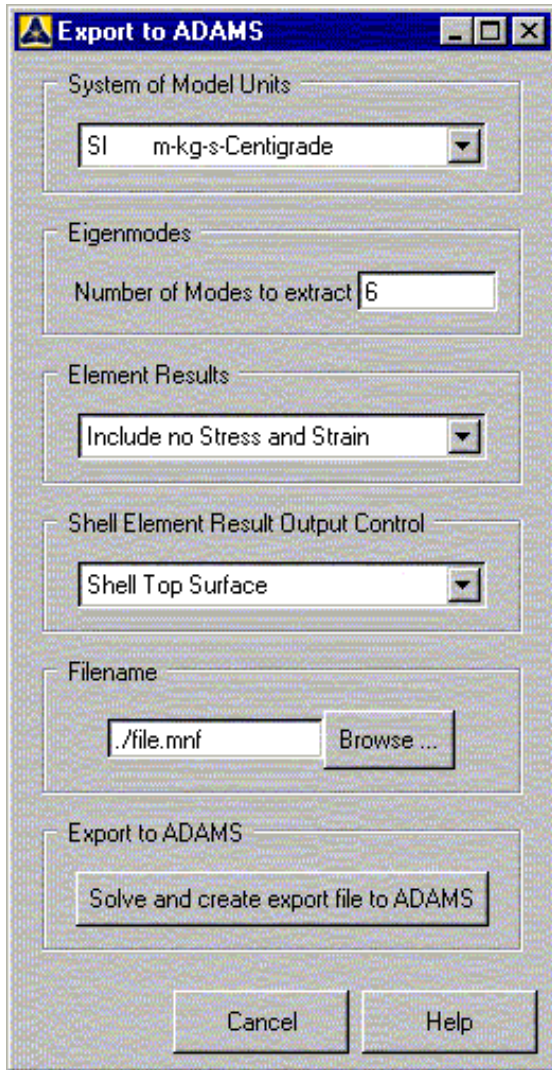 Export to ADAMS
System of Model Units
SI m-kg-s-Centigrade
Eigenmodes
Number of Modes to extract 6
Element Results
Include no Stress and Strain
Shell Element Result Output Control
Shell Top Surface
Filename
./file.mnf Browse ...
Export to ADAMS
Solve and create export file to ADAMS
Cancel Help